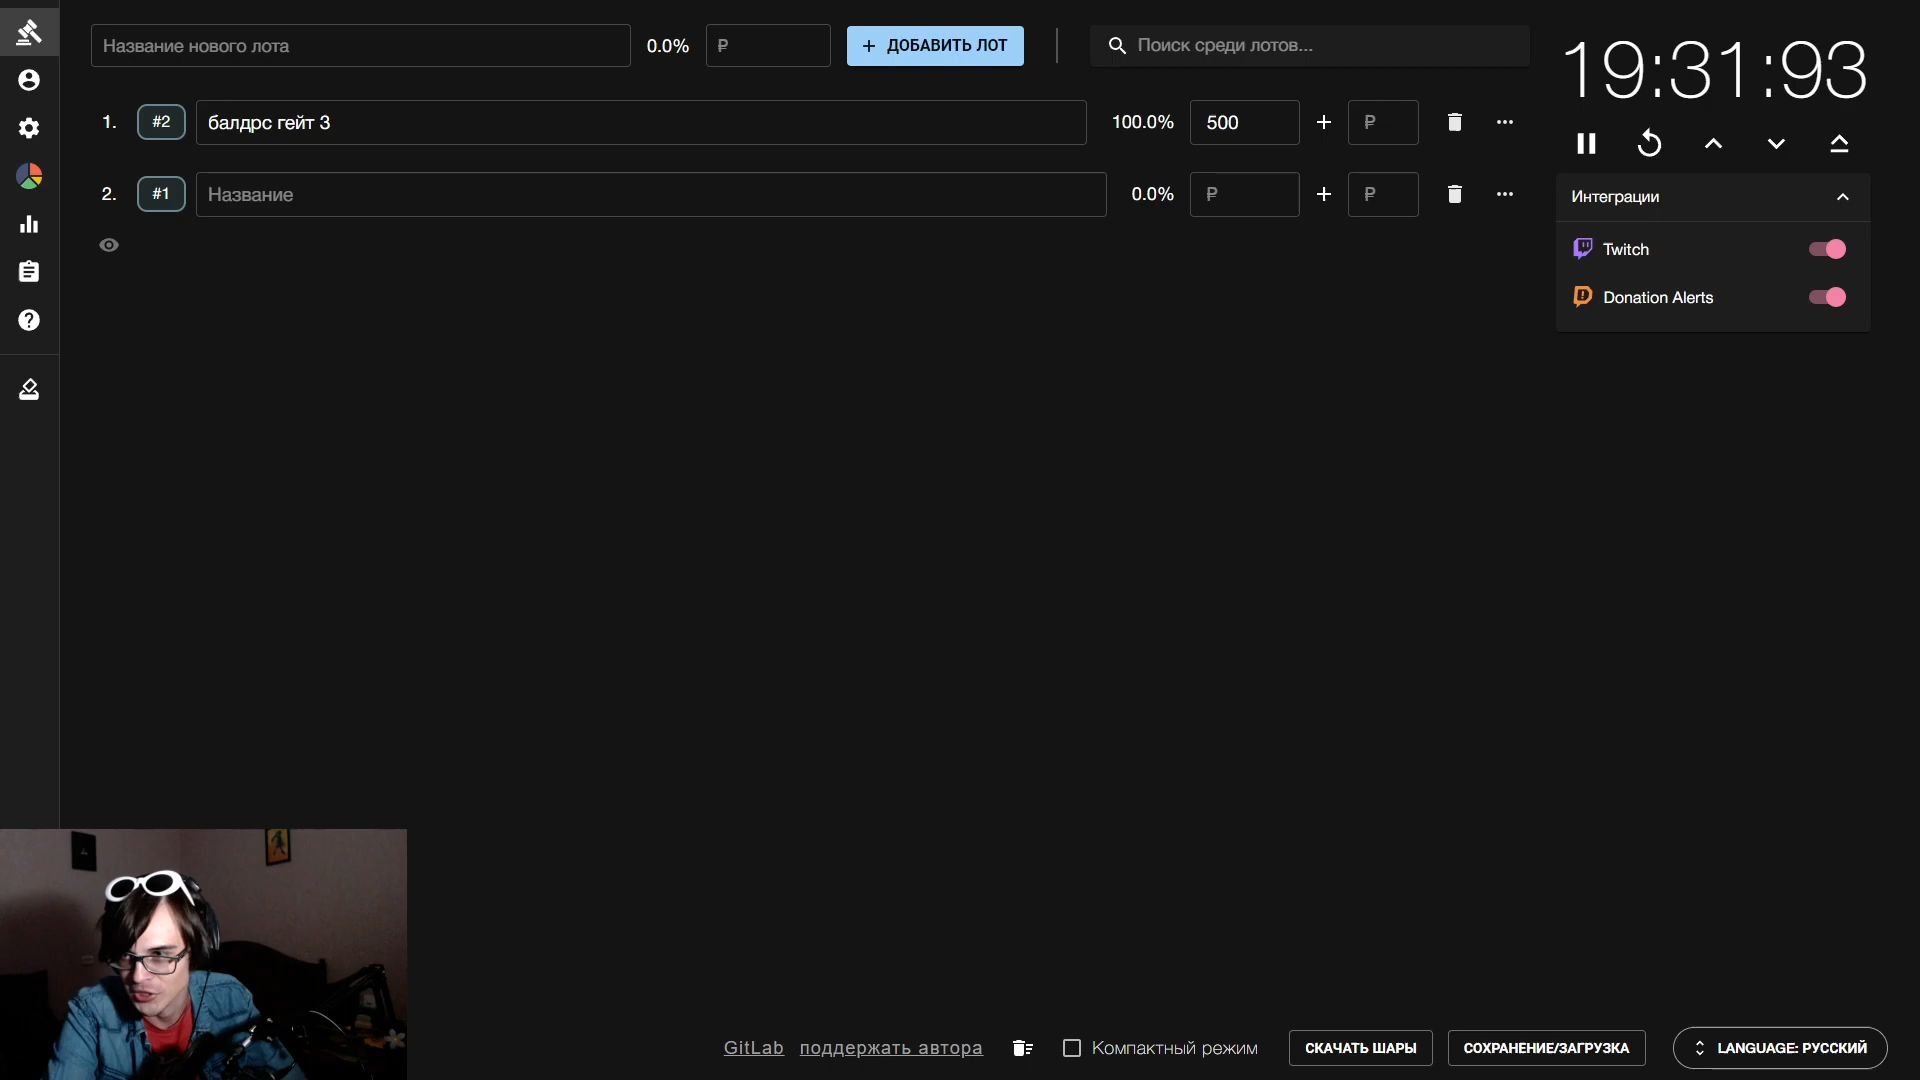 Название нового лота
0.0%
₽
+ ДОБАВИТЬ ЛОТ
Поиск среди лотов...
19:31:93
1.
#2
балдрс гейт 3
100.0%
500
+
₽
2.
#1
Название
0.0%
₽
+
₽
Интеграции
Twitch
Donation Alerts
GitLab
поддержать автора
Компактный режим
СКАЧАТЬ ШАРЫ
СОХРАНЕНИЕ/ЗАГРУЗКА
LANGUAGE: РУССКИЙ